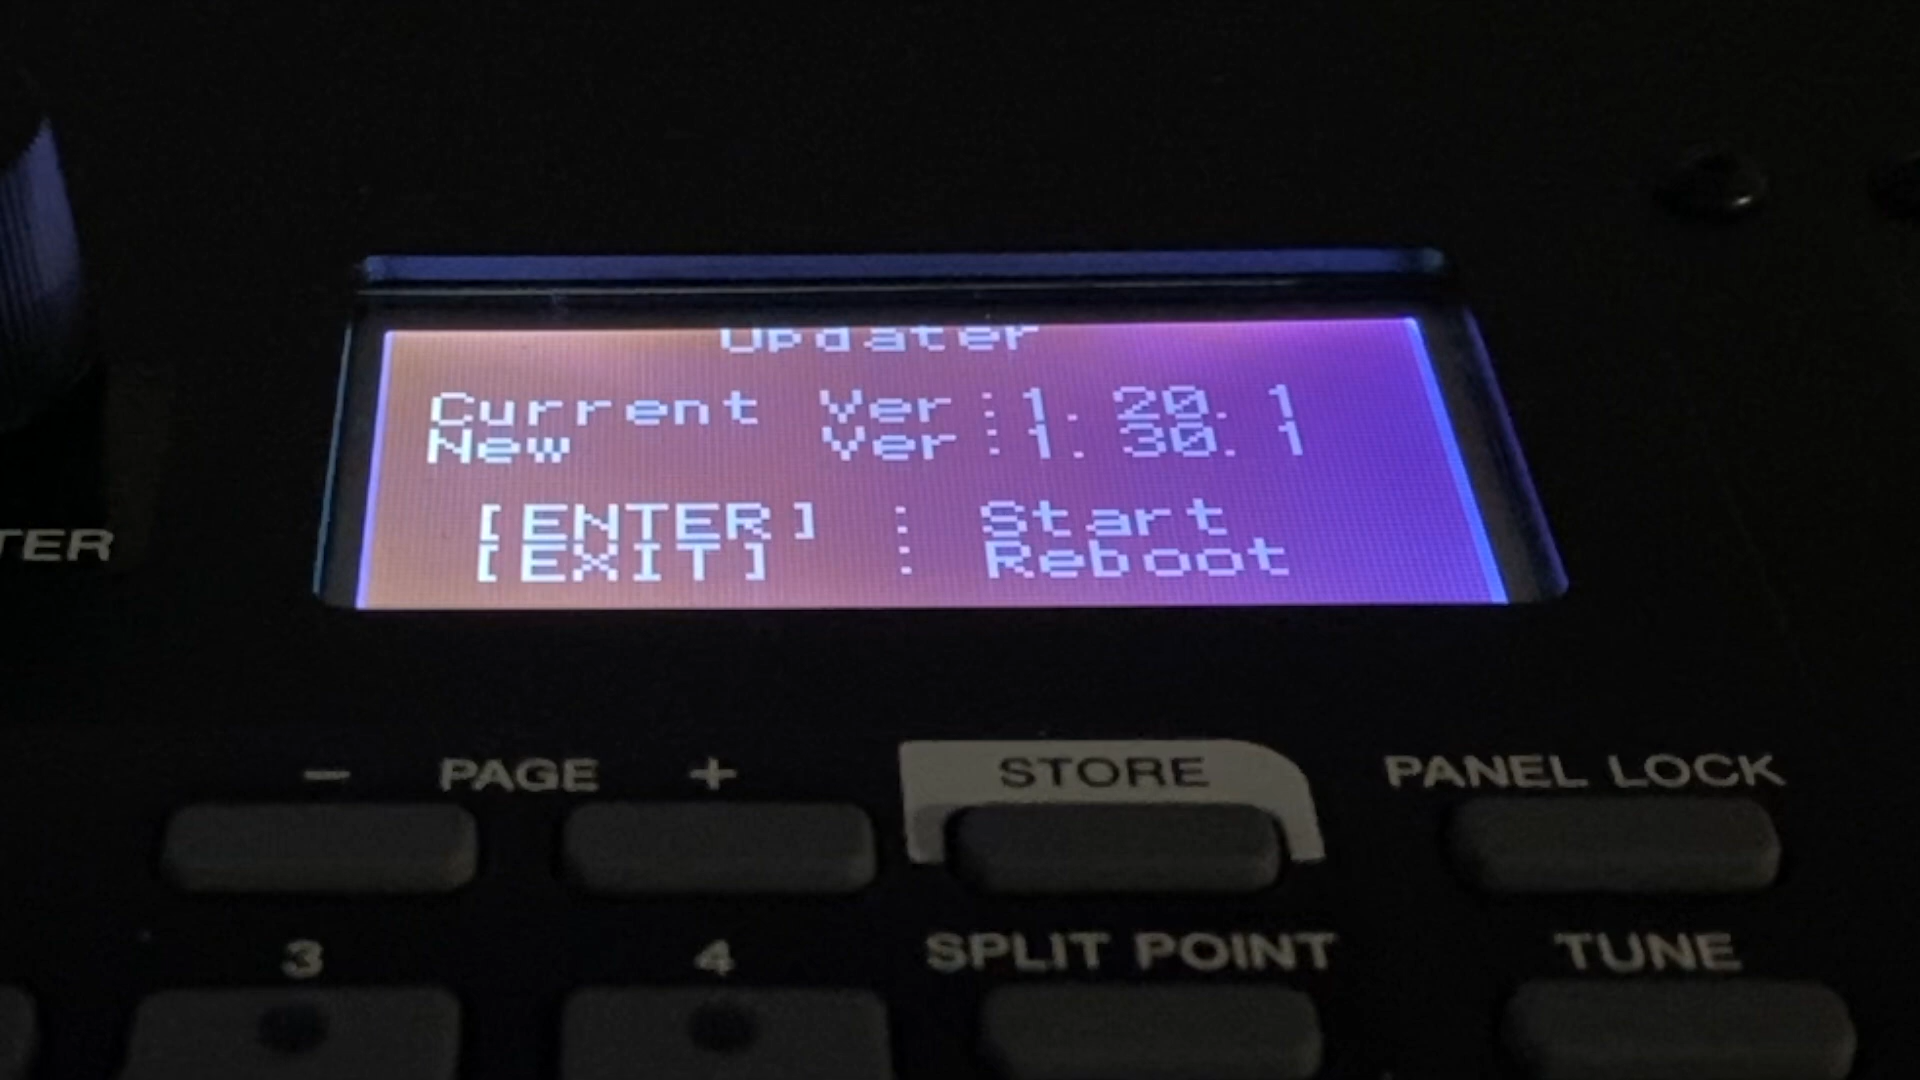 Updater
Current Ver:1.20.1
New Ver:1.30.1
[ENTER] : Start
[EXIT] : Reboot
TER
- PAGE +
STORE
PANEL LOCK
3
4
SPLIT POINT
TUNE